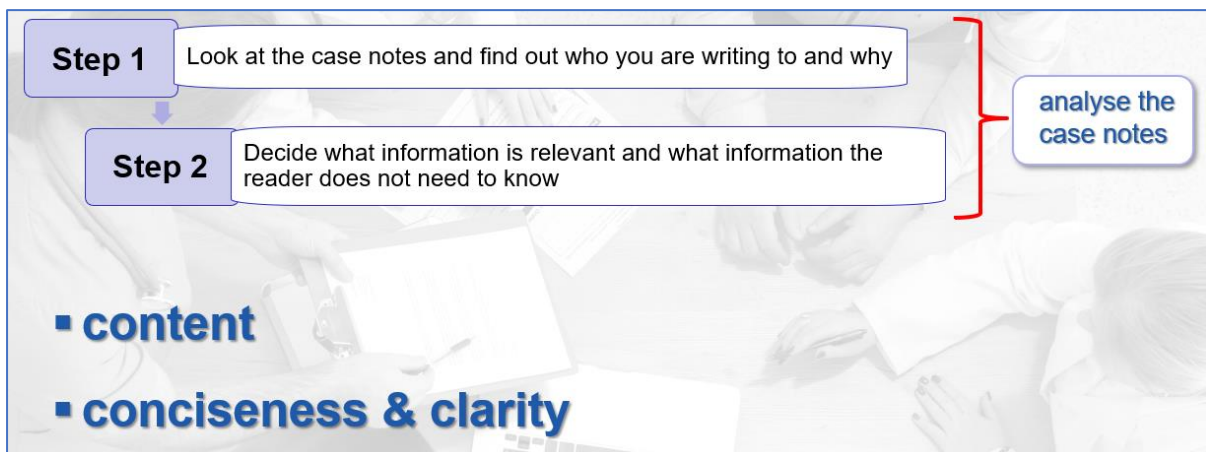 Step 1
Look at the case notes and find out who you are writing to and why
Step 2
Decide what information is relevant and what information the
reader does not need to know
analyse the
case notes
▪ content
▪ conciseness & clarity